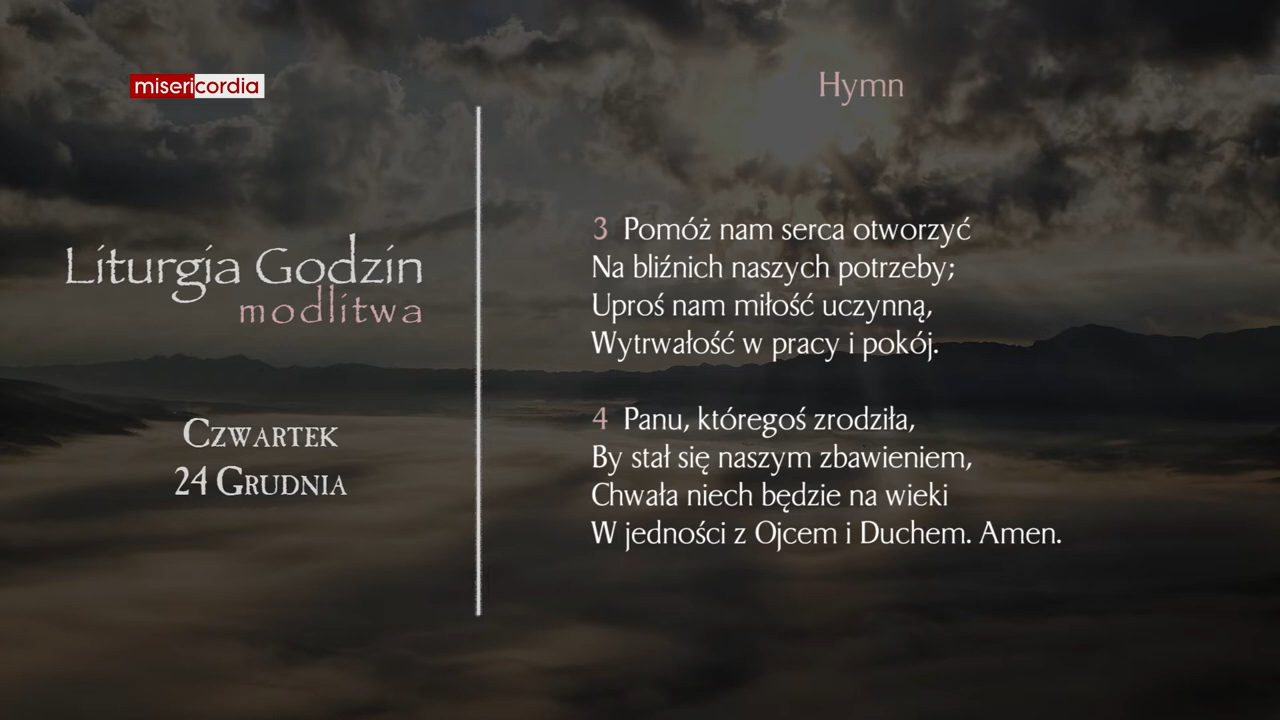 misericordia
Liturgia Godzin
modlitwa
Czwartek
24 Grudnia
Hymn
3 Pomóż nam serca otworzyć
Na bliźnich naszych potrzeby;
Uproś nam miłość uczynną,
Wytrwałość w pracy i pokój.
4 Panu, któregoś zrodziła,
By stał się naszym zbawieniem,
Chwała niech będzie na wieki
W jedności z Ojcem i Duchem. Amen.